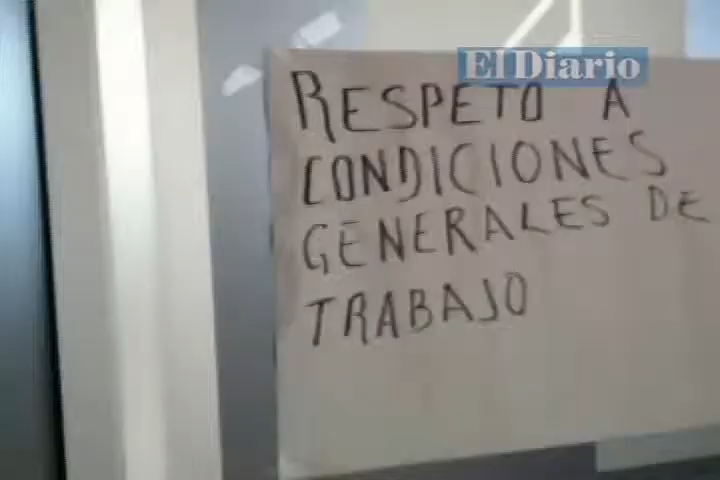 El Diario
RESPETO A
CONDICIONES
GENERALES DE
TRABAJO